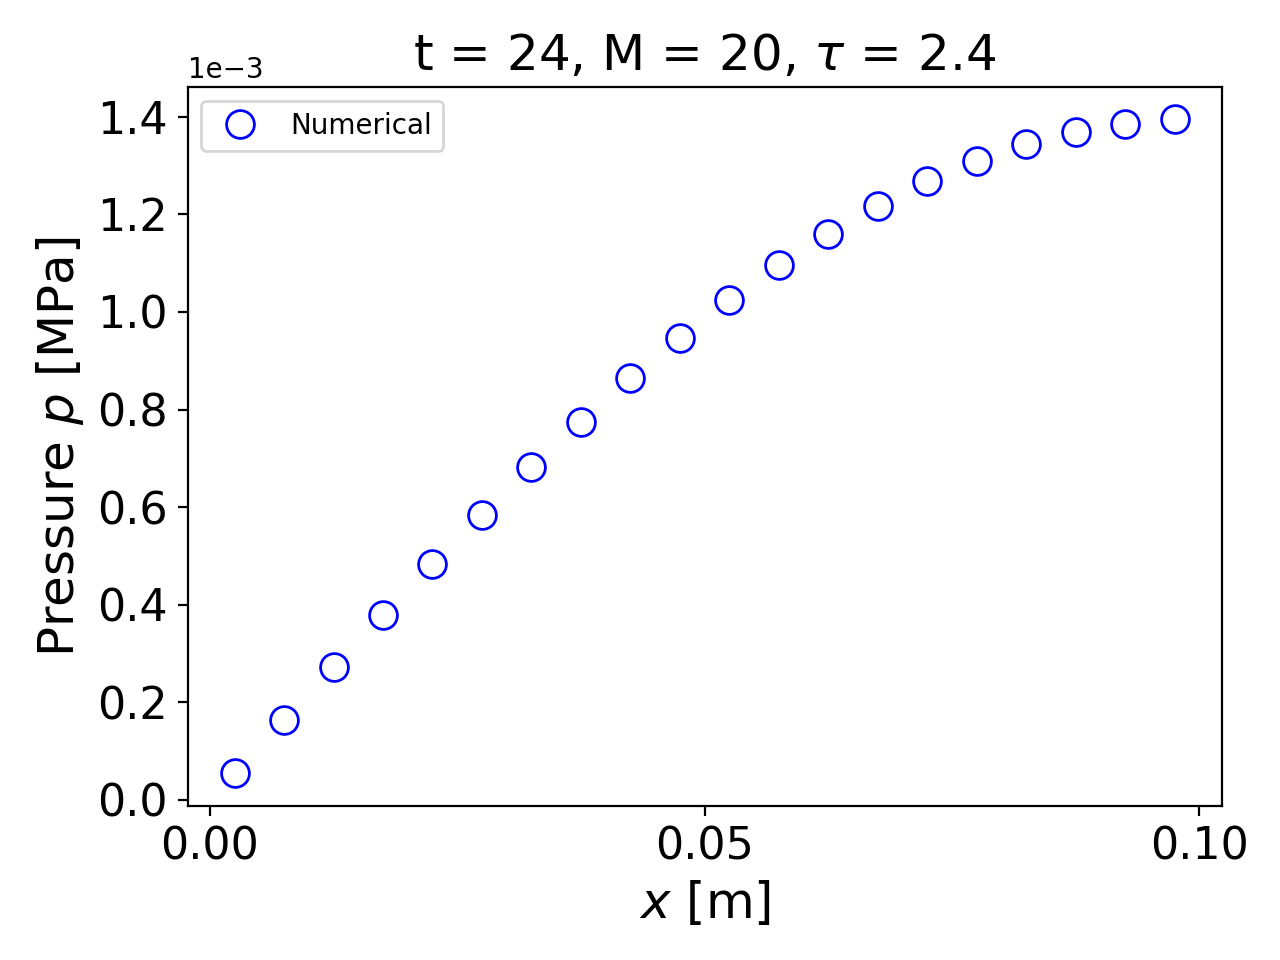 t = 24, M = 20, τ = 2.4
1e−3
Numerical
1.4
1.2
1.0
0.8
0.6
0.4
0.2
0.0
Pressure p [MPa]
0.00 0.05 0.10
x [m]